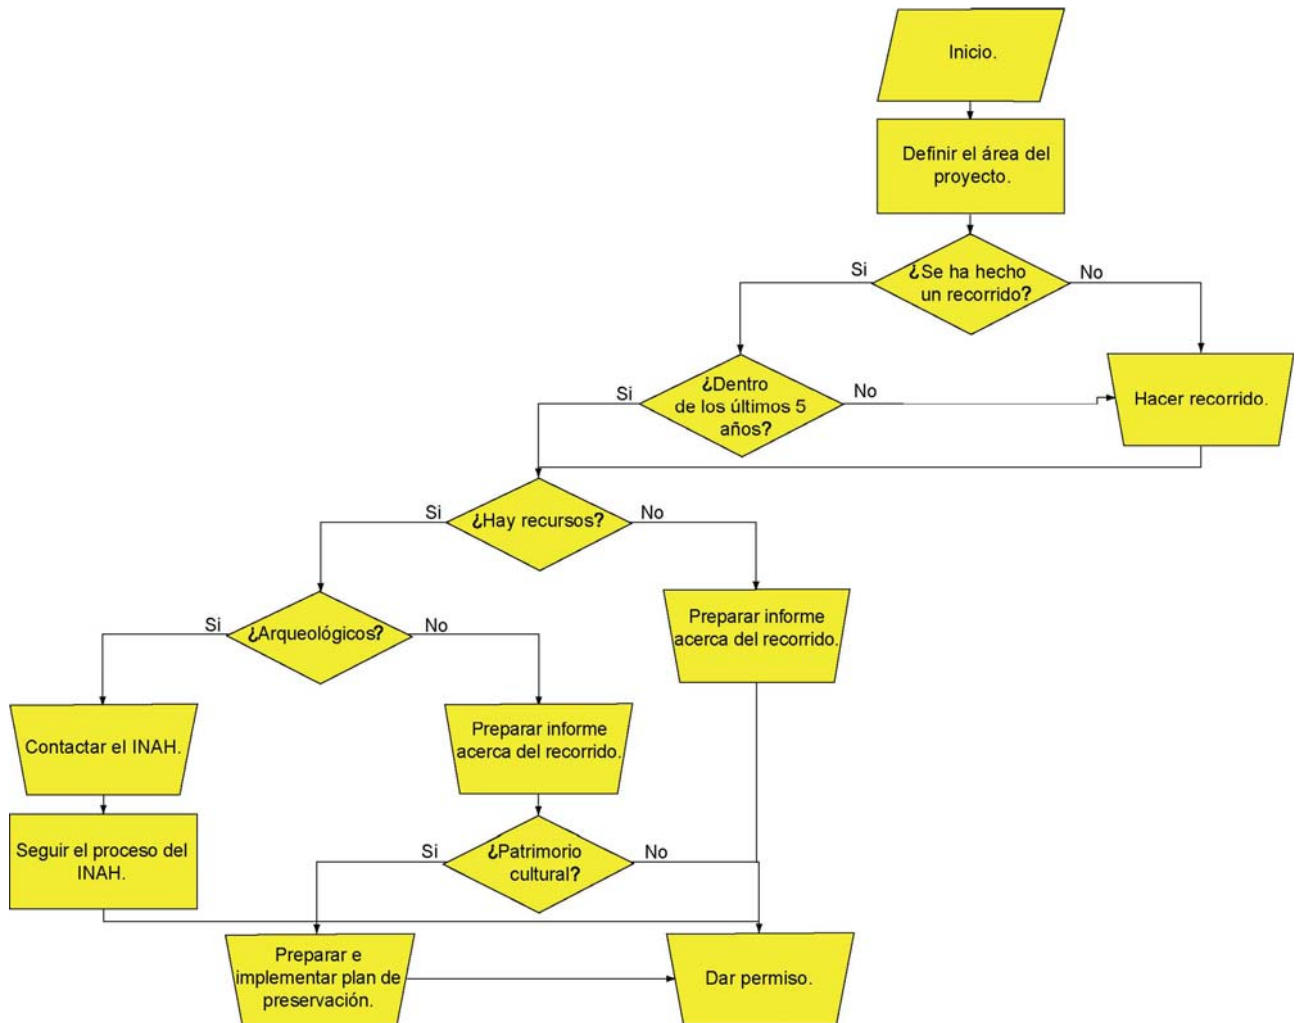 Inicio.
Definir el área del
proyecto.
¿Se ha hecho
un recorrido?
Si
No
¿Dentro
de los últimos 5
años?
Si
No
Hacer recorrido.
¿Hay recursos?
Si
No
¿Arqueológicos?
Si
No
Preparar informe
acerca del recorrido.
Contactar el INAH.
Preparar informe
acerca del recorrido.
Seguir el proceso del
INAH.
¿Patrimorio
cultural?
Si
No
Preparar e
implementar plan de
preservación.
Dar permiso.